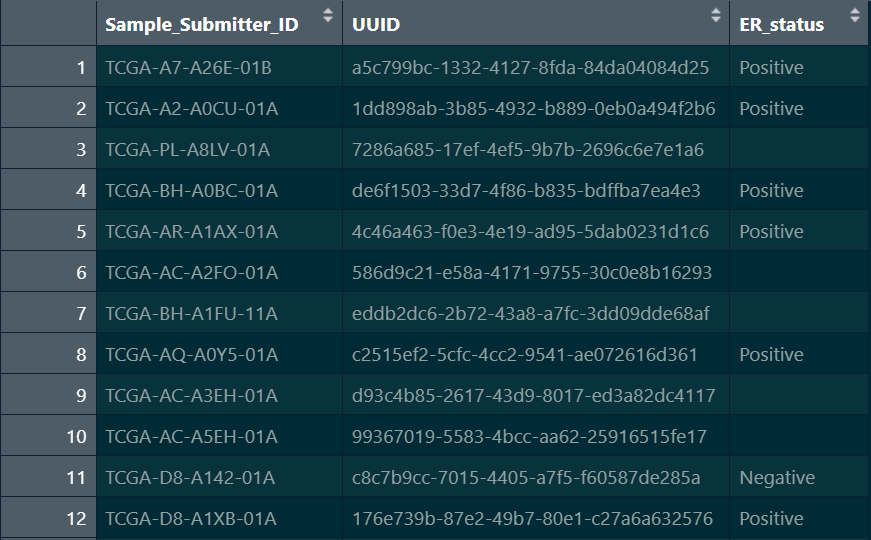 Sample_Submitter_ID UUID ER_status
1 TCGA-A7-A26E-01B a5c799bc-1332-4127-8fda-84da04084d25 Positive
2 TCGA-A2-A0CU-01A 1dd898ab-3b85-4932-b889-0eb0a494f2b6 Positive
3 TCGA-PL-A8LV-01A 7286a685-17ef-4ef5-9b7b-2696c6e7e1a6
4 TCGA-BH-A0BC-01A de6f1503-33d7-4f86-b835-bdffba7ea4e3 Positive
5 TCGA-AR-A1AX-01A 4c46a463-f0e3-4e19-ad95-5dab0231d1c6 Positive
6 TCGA-AC-A2FO-01A 586d9c21-e58a-4171-9755-30c0e8b16293
7 TCGA-BH-A1FU-11A eddb2dc6-2b72-43a8-a7fc-3dd09dde68af
8 TCGA-AQ-A0Y5-01A c2515ef2-5cfc-4cc2-9541-ae072616d361 Positive
9 TCGA-AC-A3EH-01A d93c4b85-2617-43d9-8017-ed3a82dc4117
10 TCGA-AC-A5EH-01A 99367019-5583-4bcc-aa62-25916515fe17
11 TCGA-D8-A142-01A c8c7b9cc-7015-4405-a7f5-f60587de285a Negative
12 TCGA-D8-A1XB-01A 176e739b-87e2-49b7-80e1-c27a6a632576 Positive